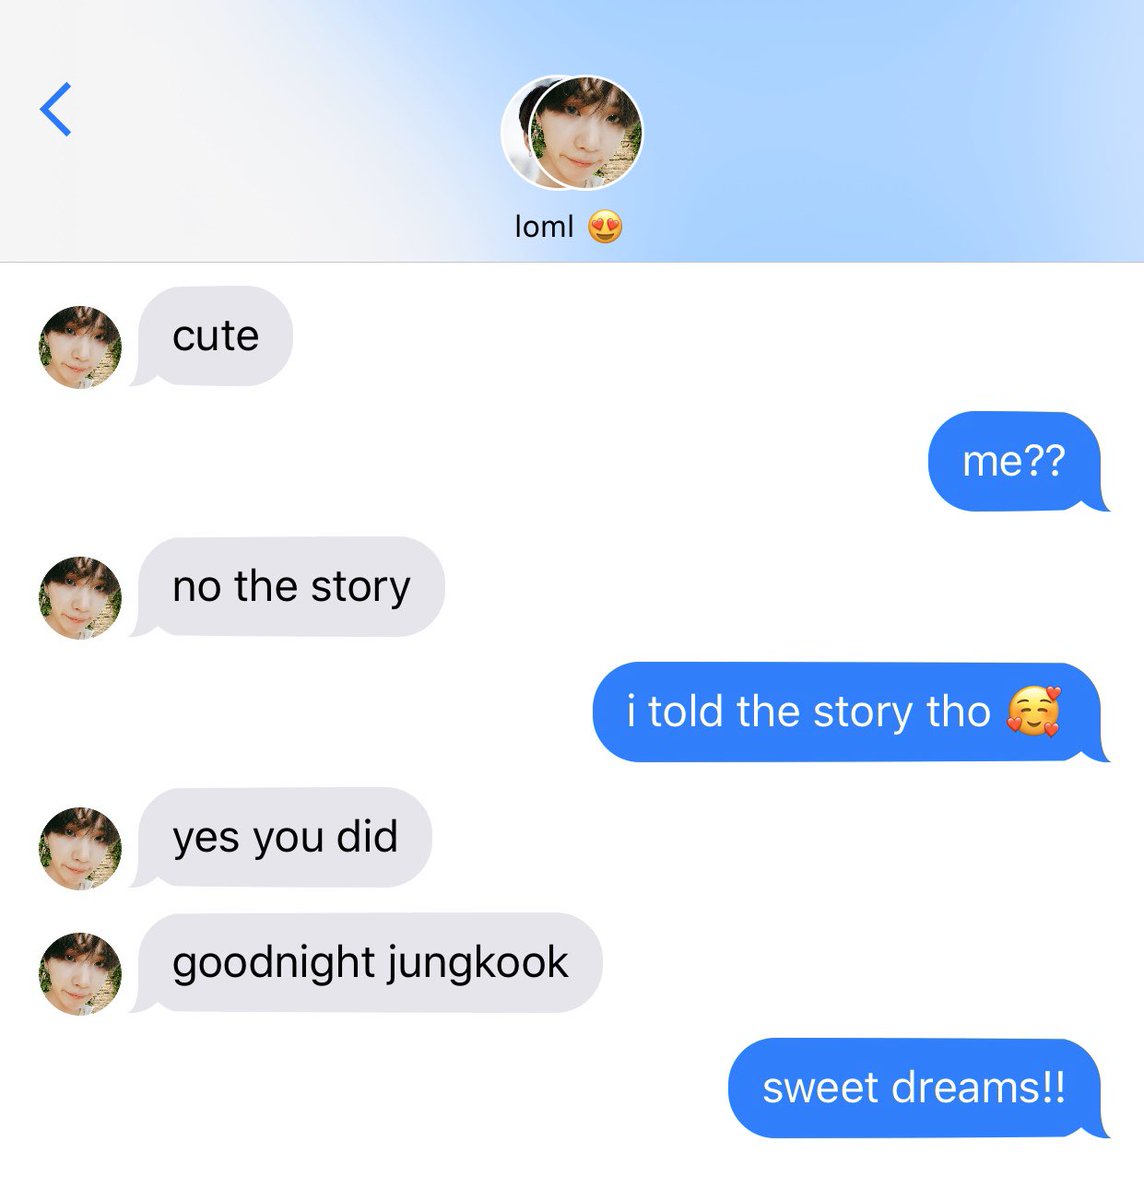 loml 😍
cute
me??
no the story
i told the story tho 🥰
yes you did
goodnight jungkook
sweet dreams!!